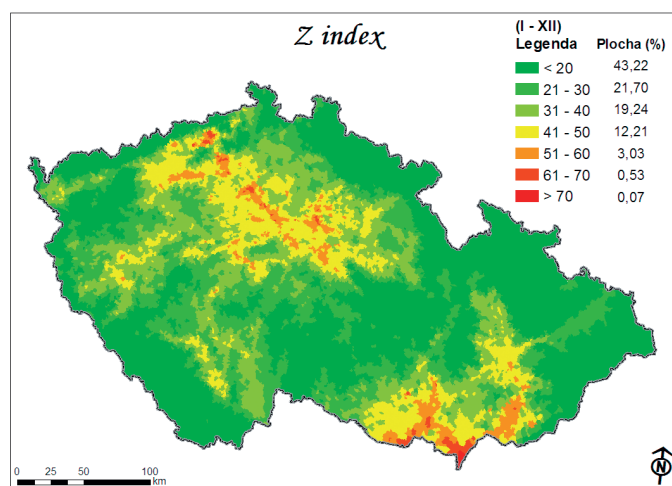 Z index
(I - XII)
Legenda Plocha (%)
< 20 43,22
21 - 30 21,70
31 - 40 19,24
41 - 50 12,21
51 - 60 3,03
61 - 70 0,53
> 70 0,07
0 25 50 100
km
N